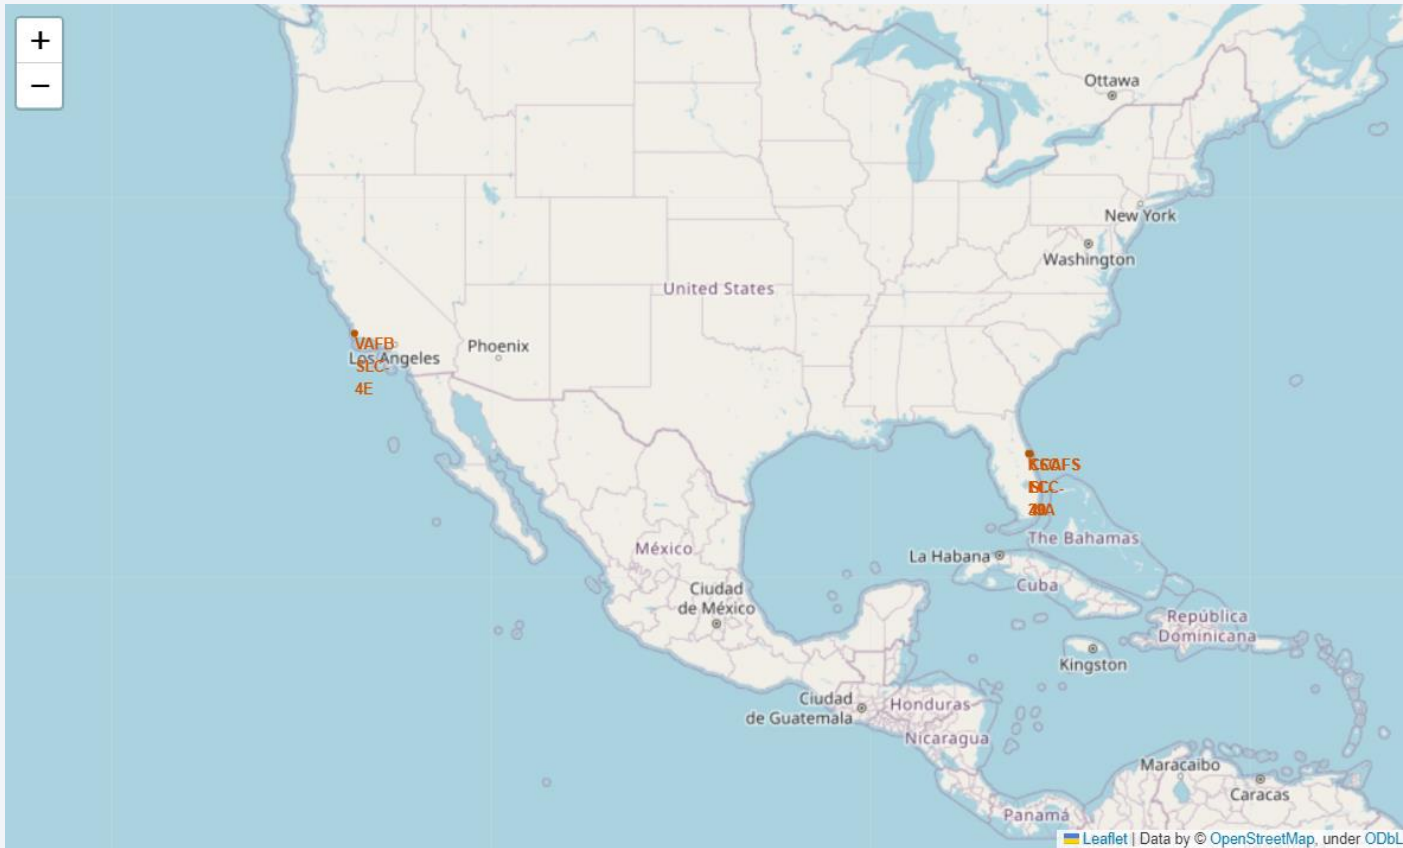 +
−
Ottawa
New York
Washington
United States
VAFB
SLC-
4E
Los Angeles
Phoenix
The Bahamas
México
La Habana
Cuba
Ciudad
de México
República
Dominicana
Kingston
Ciudad
de Guatemala
Honduras
Nicaragua
Maracaibo
Caracas
Panamá
Leaflet | Data by © OpenStreetMap, under ODbL